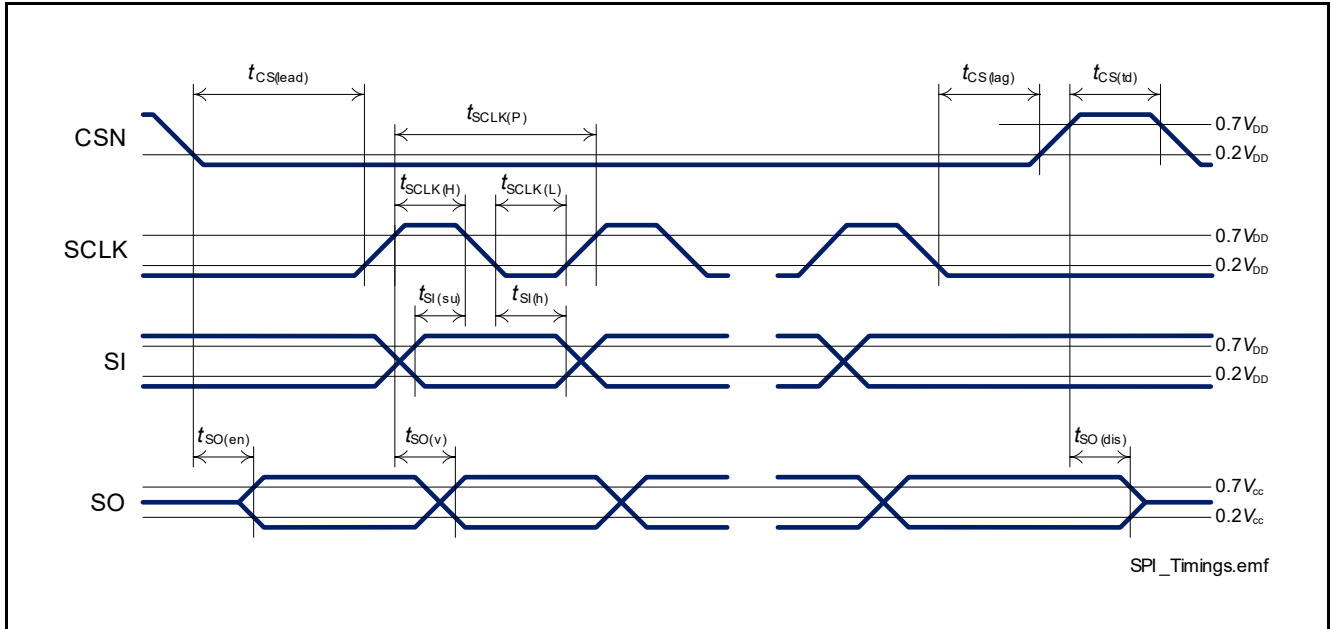 tCS(lead)
tCS(lag)
tCS(td)
tSCLK(P)
CSN
0.7VDD
0.2VDD
tSCLK(H)
tSCLK(L)
SCLK
0.7VDD
0.2VDD
tSI(su)
tSI(h)
SI
0.7VDD
0.2VDD
tSO(en)
tSO(v)
tSO(dis)
SO
0.7Vcc
0.2Vcc
SPI_Timings.emf